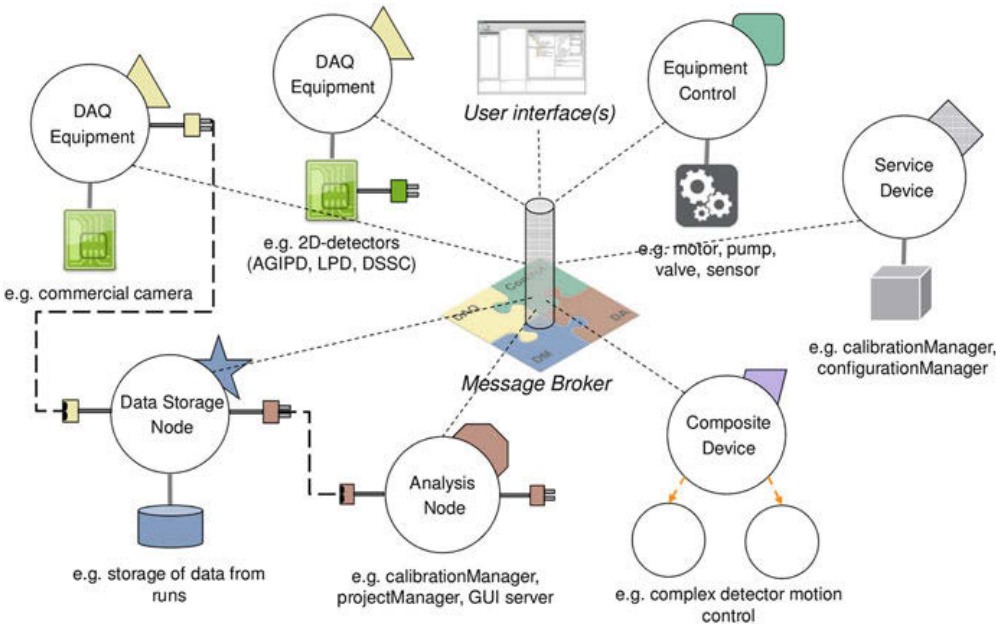 DAQ
Equipment
DAQ
Equipment
User interface(s)
Equipment
Control
Service
Device
e.g. commercial camera
e.g. 2D-detectors
(AGIPD, LPD, DSSC)
e.g. motor, pump,
valve, sensor
e.g. calibrationManager,
configurationManager
Control
DAQ
DA
DM
Message Broker
Data Storage
Node
Analysis
Node
Composite
Device
e.g. storage of data from
runs
e.g. calibrationManager,
projectManager, GUI server
e.g. complex detector motion
control